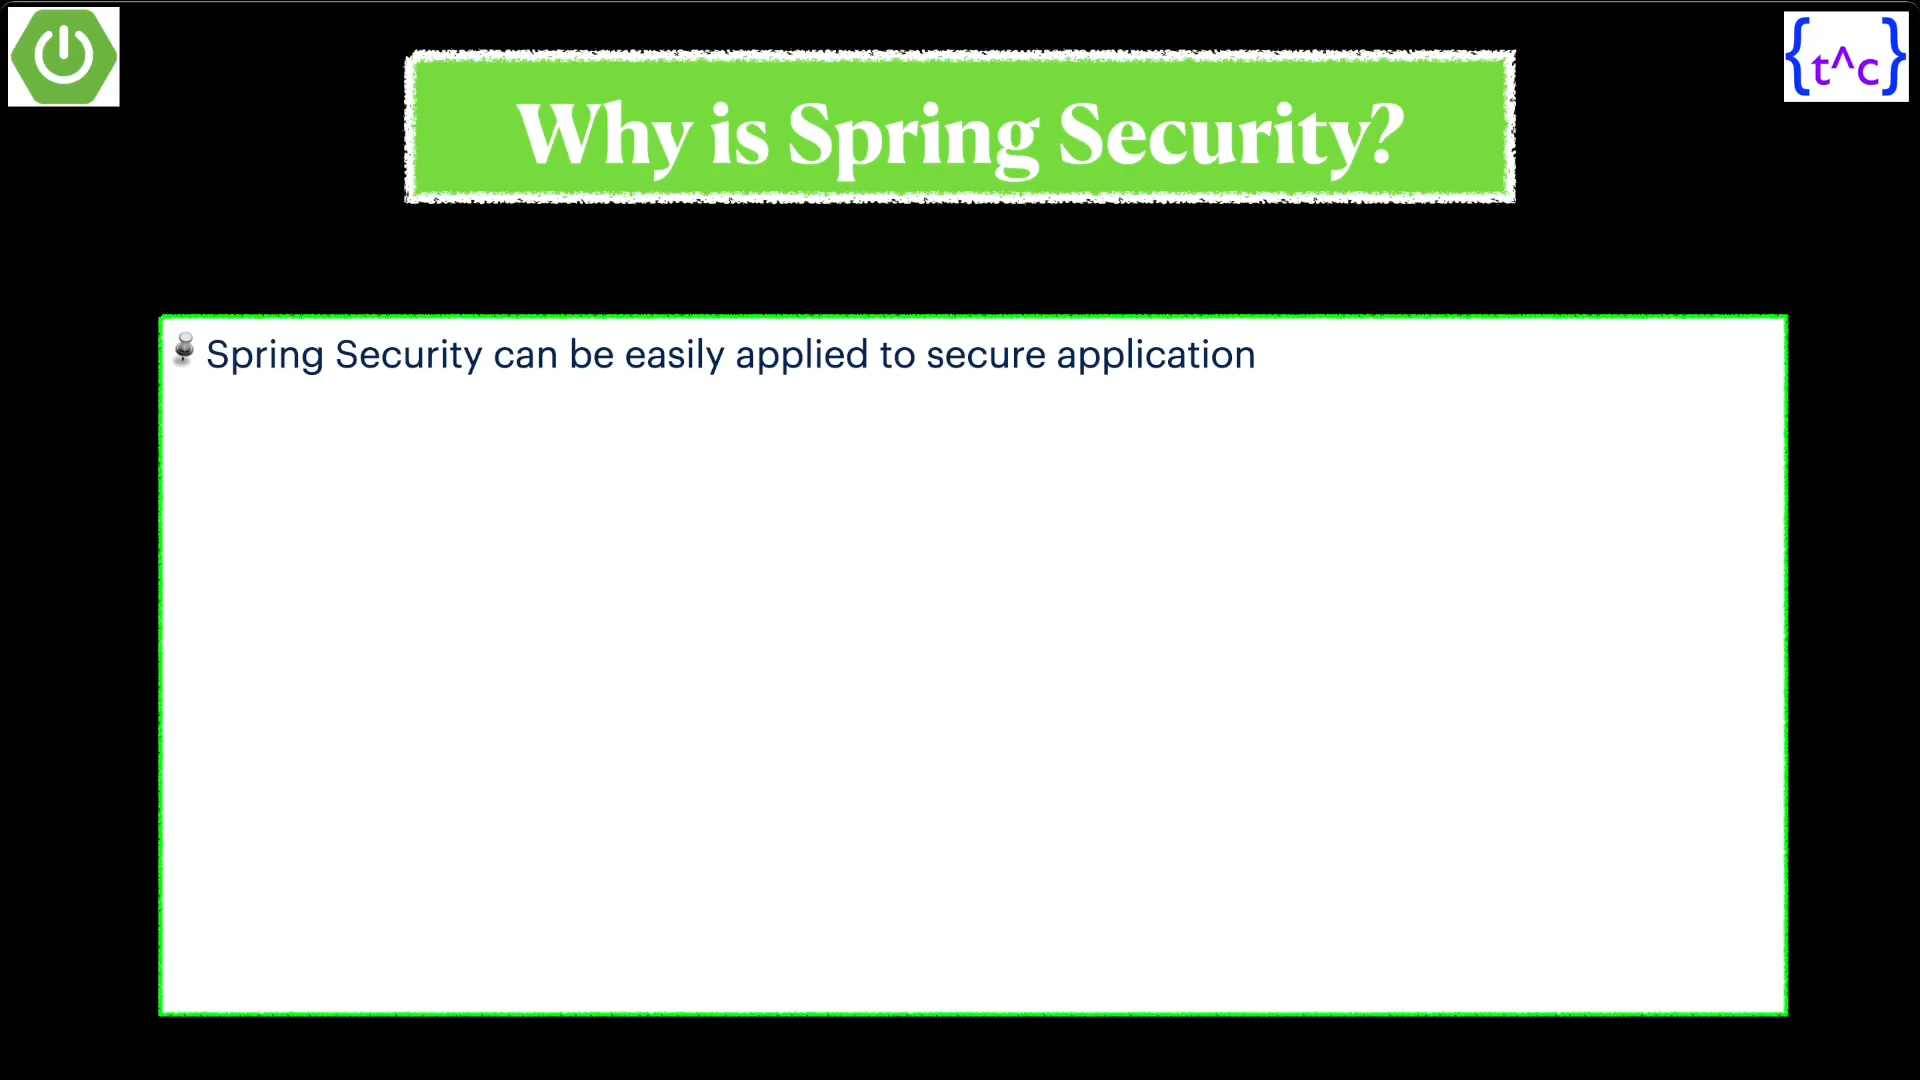 {t^c}
Why is Spring Security?
Spring Security can be easily applied to secure application